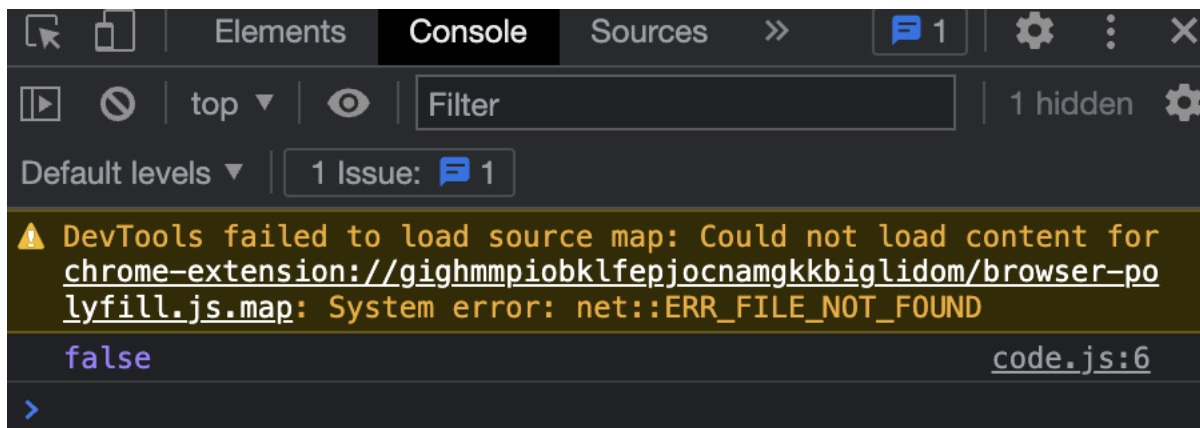 Elements Console Sources 1
top Filter 1 hidden
Default levels 1 Issue: 1
DevTools failed to load source map: Could not load content for
chrome-extension://gighmmpiobklfepjocnamgkkbiglidom/browser-po
lyfill.js.map: System error: net::ERR_FILE_NOT_FOUND
false code.js:6